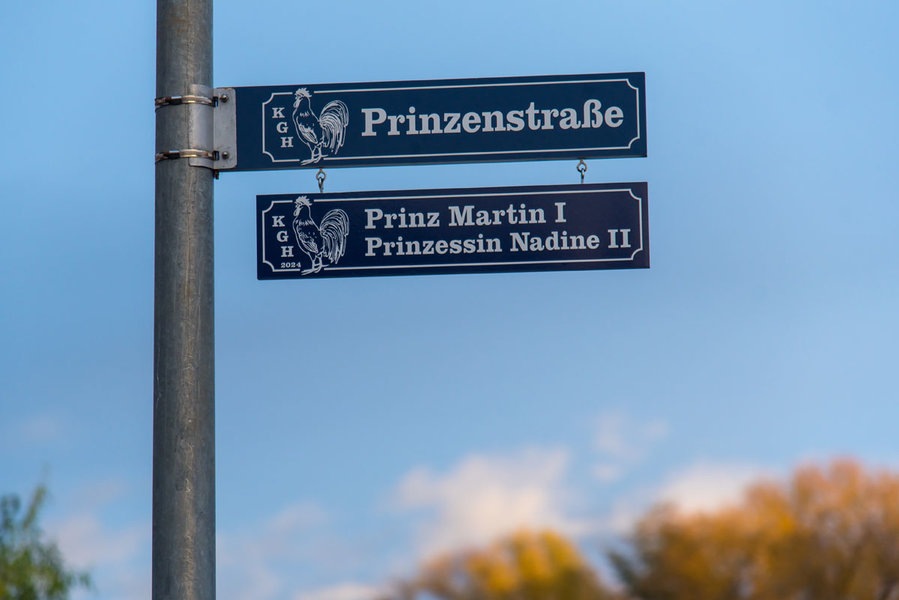 KGH
Prinzenstraße
KGH
2024
Prinz Martin I
Prinzessin Nadine II